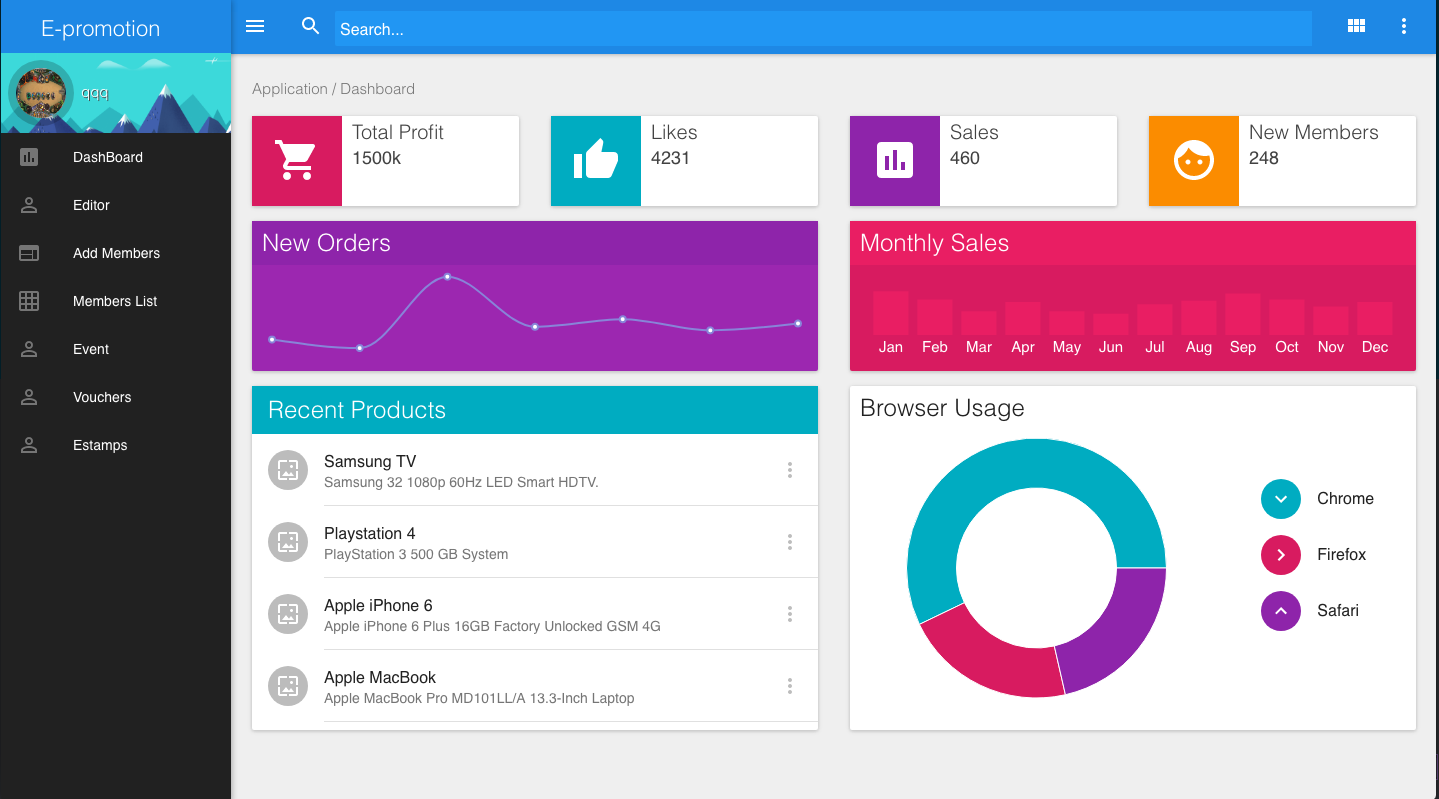 E-promotion
Search...
qqq
DashBoard
Editor
Add Members
Members List
Event
Vouchers
Estamps
Application / Dashboard
Total Profit
1500k
Likes
4231
Sales
460
New Members
248
New Orders
Monthly Sales
Jan Feb Mar Apr May Jun Jul Aug Sep Oct Nov Dec
Recent Products
Samsung TV
Samsung 32 1080p 60Hz LED Smart HDTV.
Playstation 4
PlayStation 3 500 GB System
Apple iPhone 6
Apple iPhone 6 Plus 16GB Factory Unlocked GSM 4G
Apple MacBook
Apple MacBook Pro MD101LL/A 13.3-Inch Laptop
Browser Usage
Chrome
Firefox
Safari